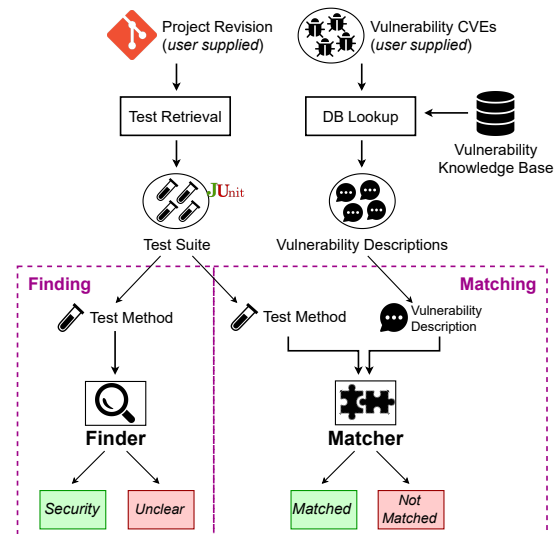 Project Revision
(user supplied)
Vulnerability CVEs
(user supplied)
Test Retrieval
DB Lookup
Vulnerability
Knowledge Base
JUnit
Test Suite
Vulnerability Descriptions
Finding
Matching
Test Method
Test Method
Vulnerability
Description
Finder
Matcher
Security
Unclear
Matched
Not
Matched